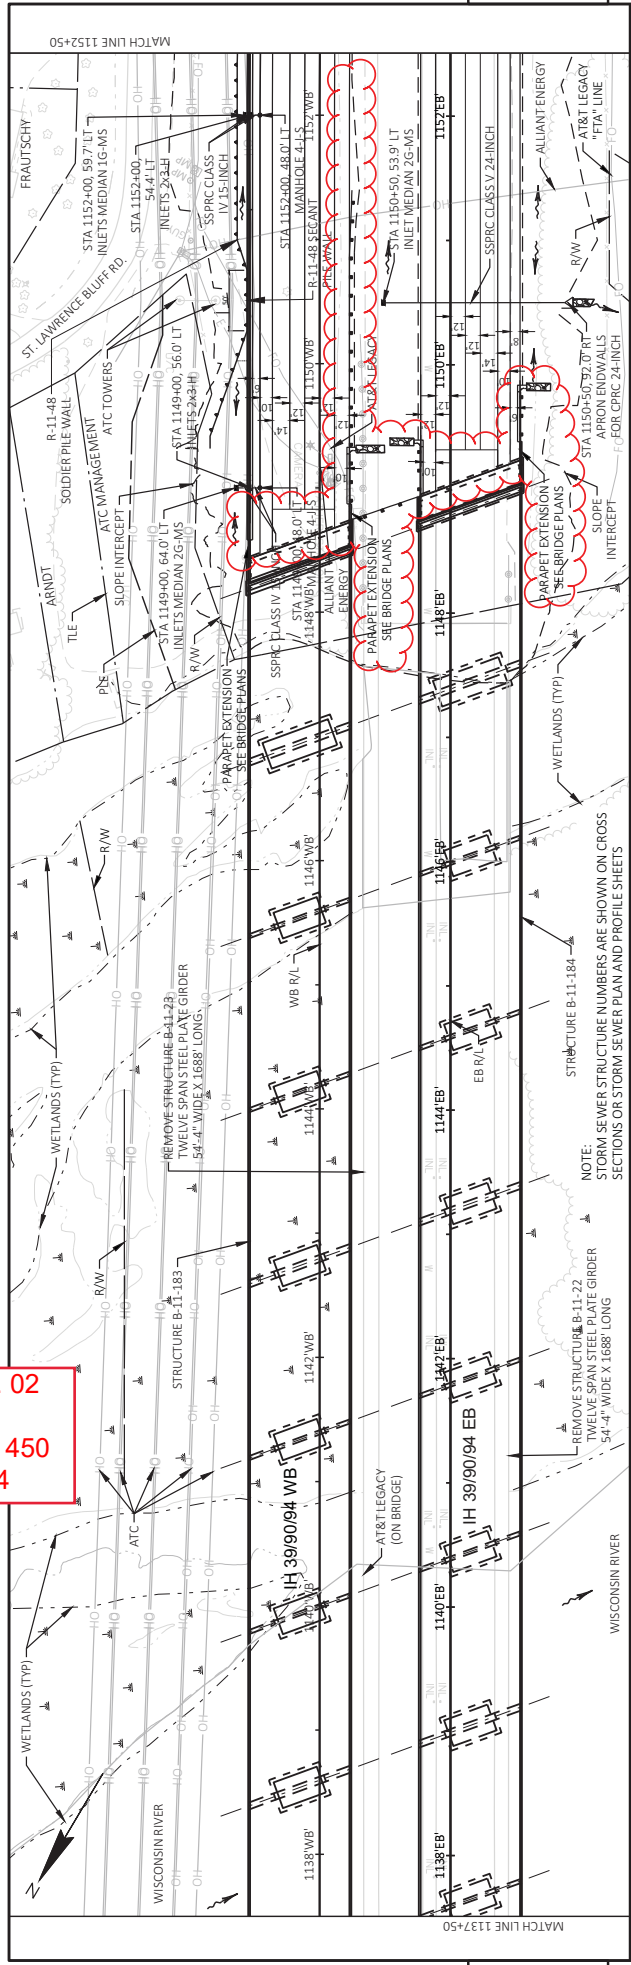 MATCH LINE 1152+50
FRAUTSCHY
ST. LAWRENCE BLUFF RD.
STA 1152+00, 59.7' LT
INLETS MEDIAN 1G-MS
STA 1152+00,
54.4' LT
INLETS 2x3-H
SSPRC CLASS
IV 15-INCH
STA 1152+00, 48.0' LT
MANHOLE 4-J-S
R-11-48 SECANT
PILE WALL
1152'WB'
1152'EB'
STA 1150+50, 53.9' LT
INLET MEDIAN 2G-MS
SSPRC CLASS V 24-INCH
ALLIANT ENERGY
AT&T LEGACY
"FTA" LINE
R/W
R-11-48
SOLDIER PILE WALL
ATC TOWERS
ATC MANAGEMENT
ARNDT
TLE
PLE
SLOPE INTERCEPT
STA 1149+00, 56.0' LT
INLETS 2x3-H
STA 1149+00, 64.0' LT
INLETS MEDIAN 2G-MS
R/W
1150'WB'
1150'EB'
AT&T LEGACY
STA 1150+50, 92.0' RT
APRON ENDWALLS
FOR CPRC 24-INCH
SLOPE
INTERCEPT
PARAPET EXTENSION
SEE BRIDGE PLANS
SSPRC CLASS IV
MANHOLE 4-J-S
1148'WB'
ALLIANT
ENERGY
PARAPET EXTENSION
SEE BRIDGE PLANS
1148'EB'
PARAPET EXTENSION
SEE BRIDGE PLANS
WETLANDS (TYP)
R/W
1146'WB'
1146'EB'
WB R/L
EB R/L
STRUCTURE B-11-184
NOTE:
STORM SEWER STRUCTURE NUMBERS ARE SHOWN ON CROSS
SECTIONS OR STORM SEWER PLAN AND PROFILE SHEETS
WETLANDS (TYP)
REMOVE STRUCTURE B-11-23
TWELVE SPAN STEEL PLATE GIRDER
54'-4" WIDE X 1688' LONG
1144'WB'
1144'EB'
R/W
STRUCTURE B-11-183
1142'WB'
1142'EB'
REMOVE STRUCTURE B-11-22
TWELVE SPAN STEEL PLATE GIRDER
54'-4" WIDE X 1688' LONG
02
450
4
ATC
IH 39/90/94 WB
IH 39/90/94 EB
AT&T LEGACY
(ON BRIDGE)
1140'WB'
1140'EB'
WISCONSIN RIVER
WETLANDS (TYP)
N
WISCONSIN RIVER
1138'WB'
1138'EB'
MATCH LINE 1137+50